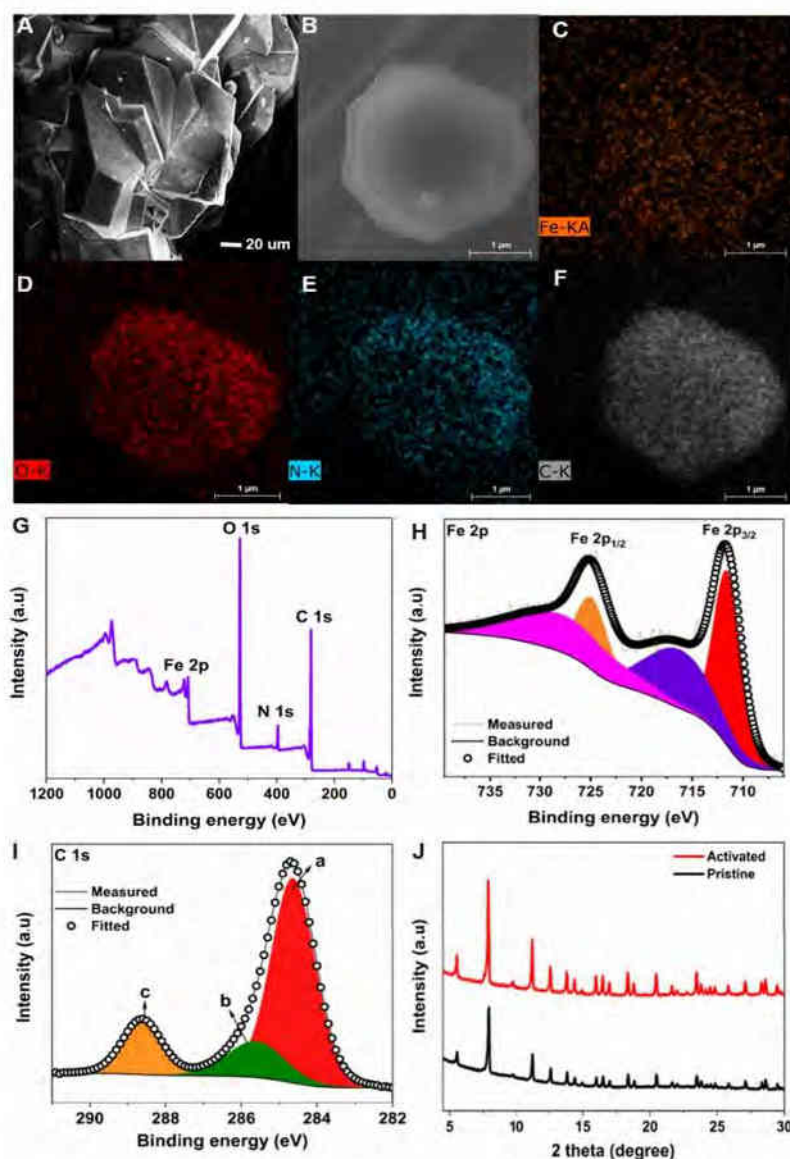 A
20 um
B
1 µm
C
Fe-KA
1 µm
D
O-K
1 µm
E
N-K
1 µm
F
C-K
1 µm
G
O 1s
C 1s
Fe 2p
N 1s
Intensity (a.u)
1200 1000 800 600 400 200 0
Binding energy (eV)
H
Fe 2p
Fe 2p1/2
Fe 2p3/2
Measured
Background
Fitted
Intensity (a.u)
735 730 725 720 715 710
Binding energy (eV)
I
C 1s
Measured
Background
Fitted
a
b
c
Intensity (a.u)
290 288 286 284 282
Binding energy (eV)
J
Activated
Pristine
Intensity (a.u)
5 10 15 20 25 30
2 theta (degree)